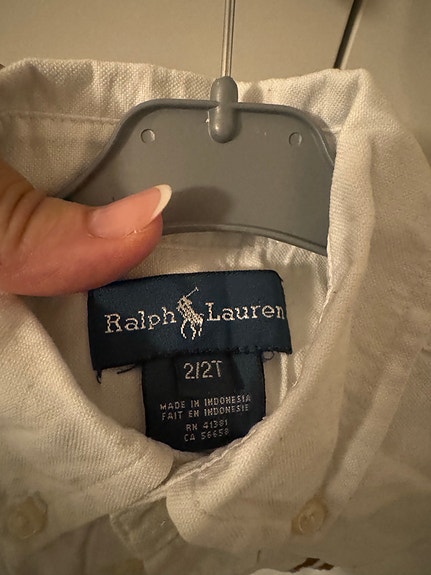 Ralph Lauren
2/2T
MADE IN INDONESIA
FAIT EN INDONESIE
RN 41381
CA 56658